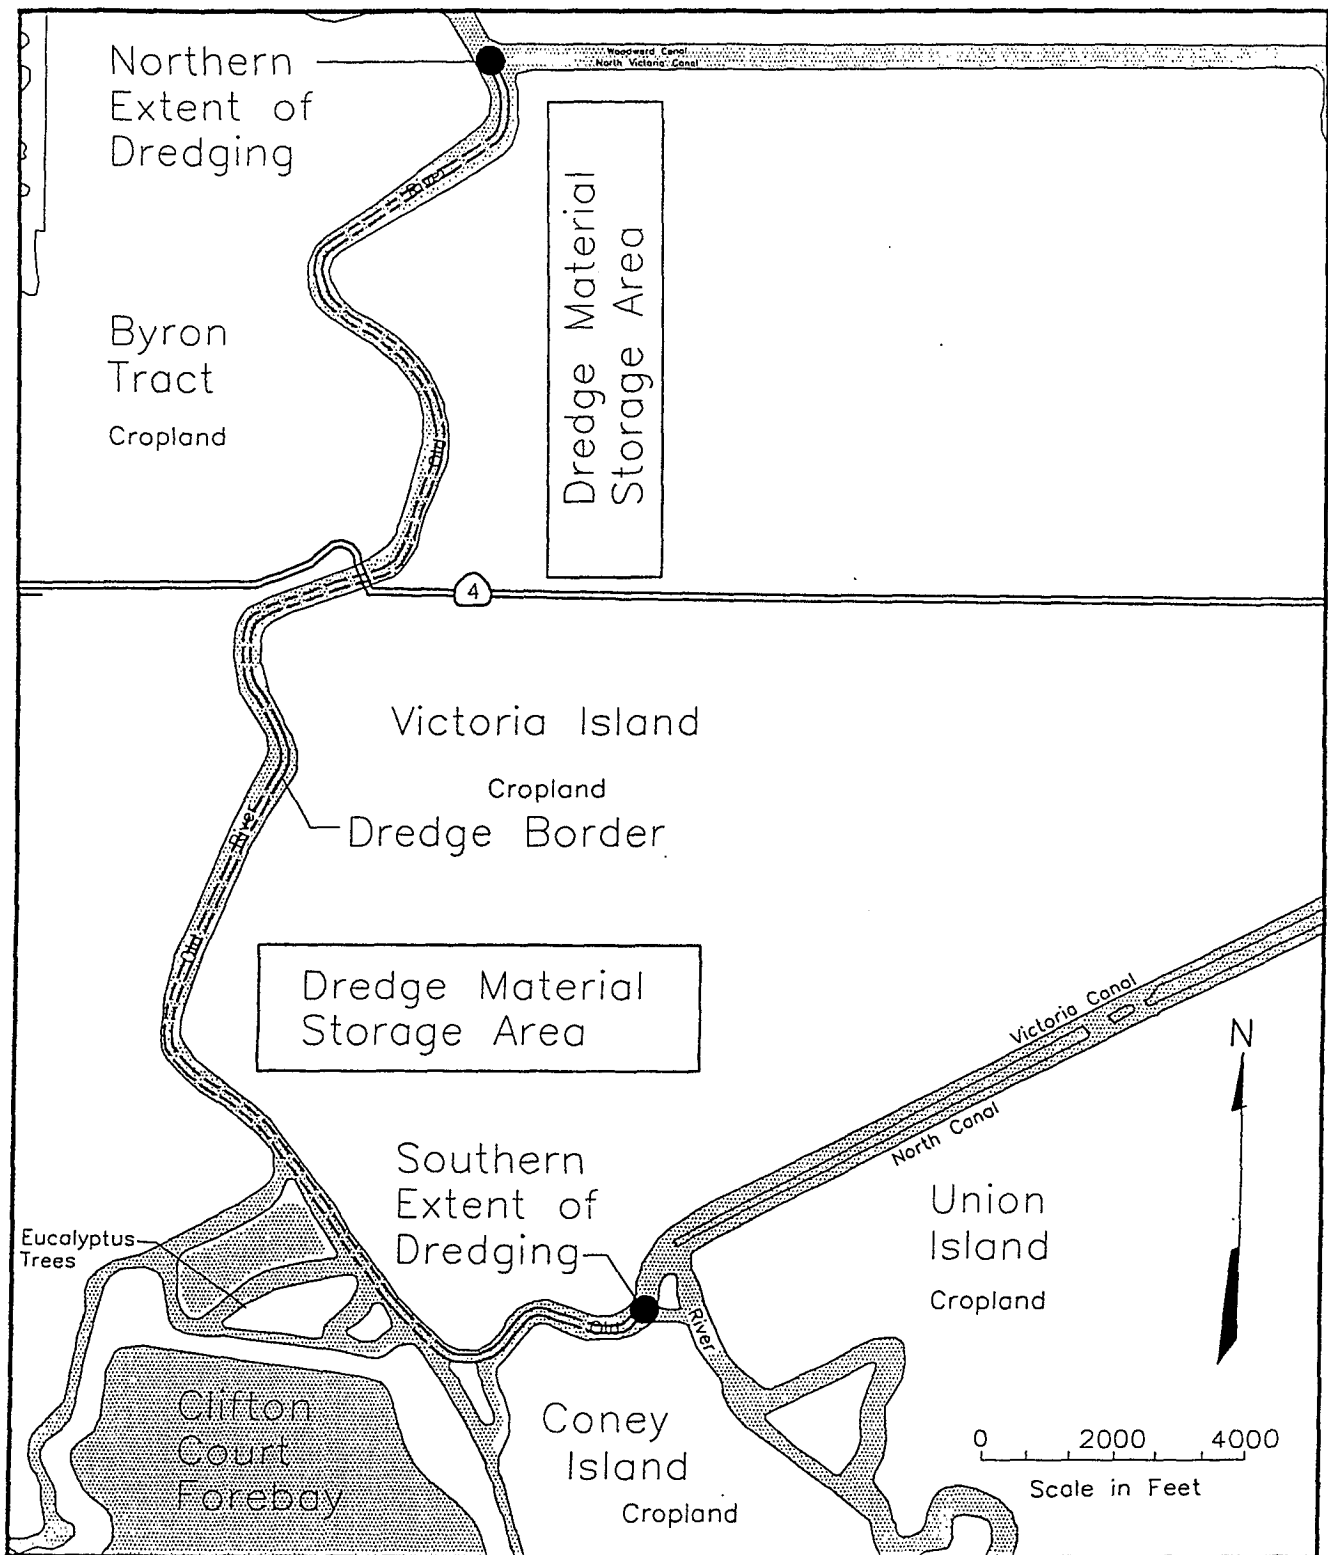 Woodward Canal
North Victoria Canal
Northern
Extent of
Dredging
River
Dredge Material
Storage Area
Byron
Tract
Cropland
Old
4
Victoria Island
Cropland
Dredge Border
River
Old
Dredge Material
Storage Area
Victoria Canal
North Canal
N
Southern
Extent of
Dredging
Union
Island
Cropland
Eucalyptus
Trees
Old
River
Clifton
Court
Forebay
Coney
Island
Cropland
0 2000 4000
Scale in Feet